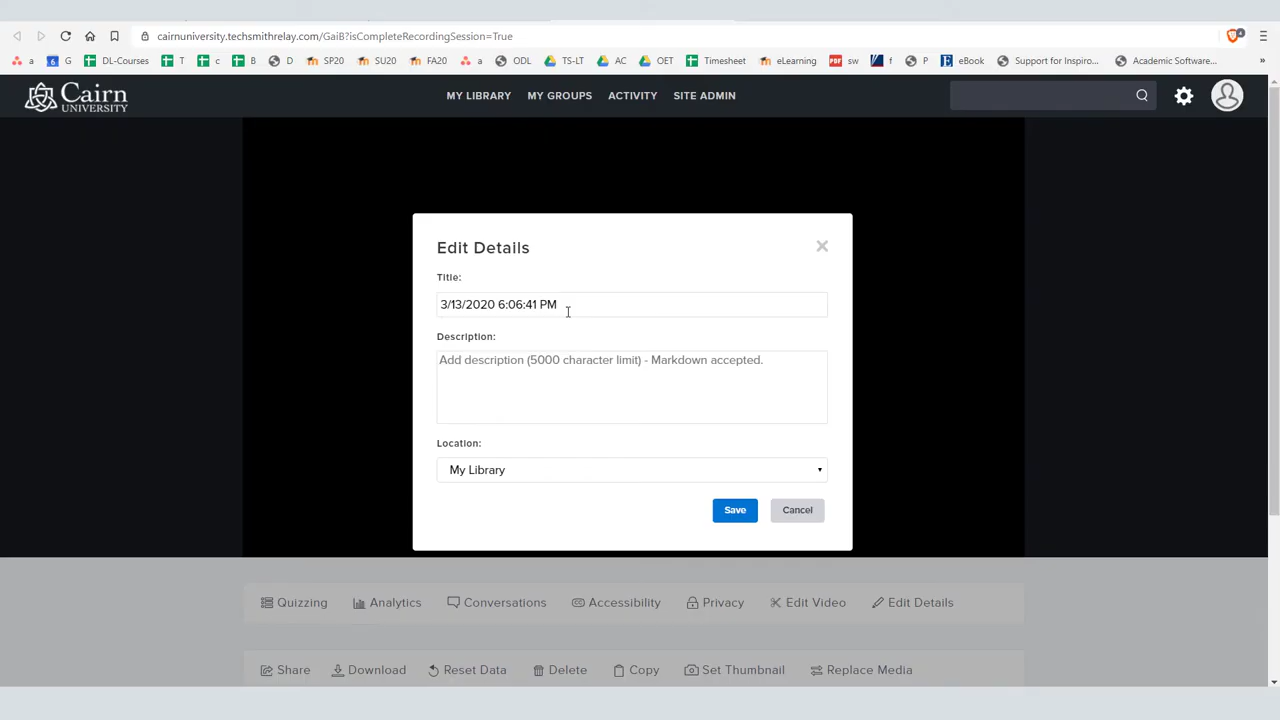 cairnuniversity.techsmithrelay.com/GaiB?isCompleteRecordingSession=True
4
a
6 G
DL-Courses
T
c
B
D
SP20
SU20
FA20
ODL
TS-LT
AC
OET
Timesheet
eLearning
PDF sw
f
P
E eBook
Support for Inspiro...
Academic Software...
»
Cairn
UNIVERSITY
MY LIBRARY MY GROUPS ACTIVITY SITE ADMIN
Edit Details
Title:
3/13/2020 6:06:41 PM
Description:
Add description (5000 character limit) - Markdown accepted.
Location:
My Library
Save Cancel
Quizzing Analytics Conversations Accessibility Privacy Edit Video Edit Details
Share Download Reset Data Delete Copy Set Thumbnail Replace Media